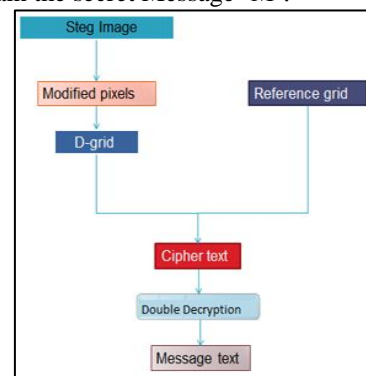 Steg Image
Modified pixels
Reference grid
D-grid
Cipher text
Double Decryption
Message text